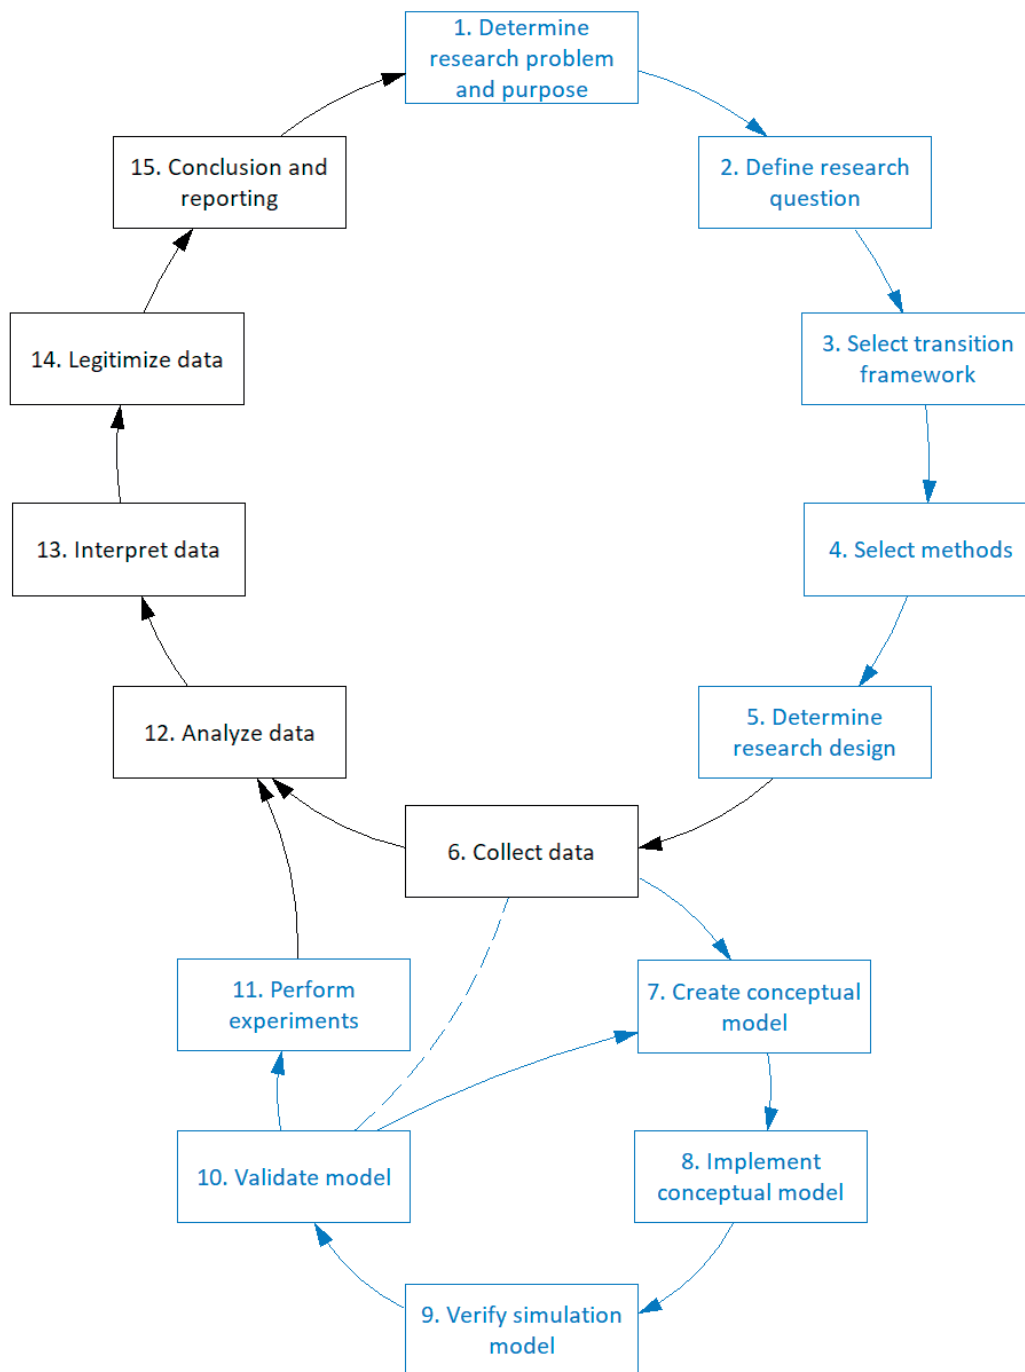 1. Determine
research problem
and purpose
2. Define research
question
3. Select transition
framework
4. Select methods
5. Determine
research design
6. Collect data
7. Create conceptual
model
8. Implement
conceptual model
9. Verify simulation
model
10. Validate model
11. Perform
experiments
12. Analyze data
13. Interpret data
14. Legitimize data
15. Conclusion and
reporting